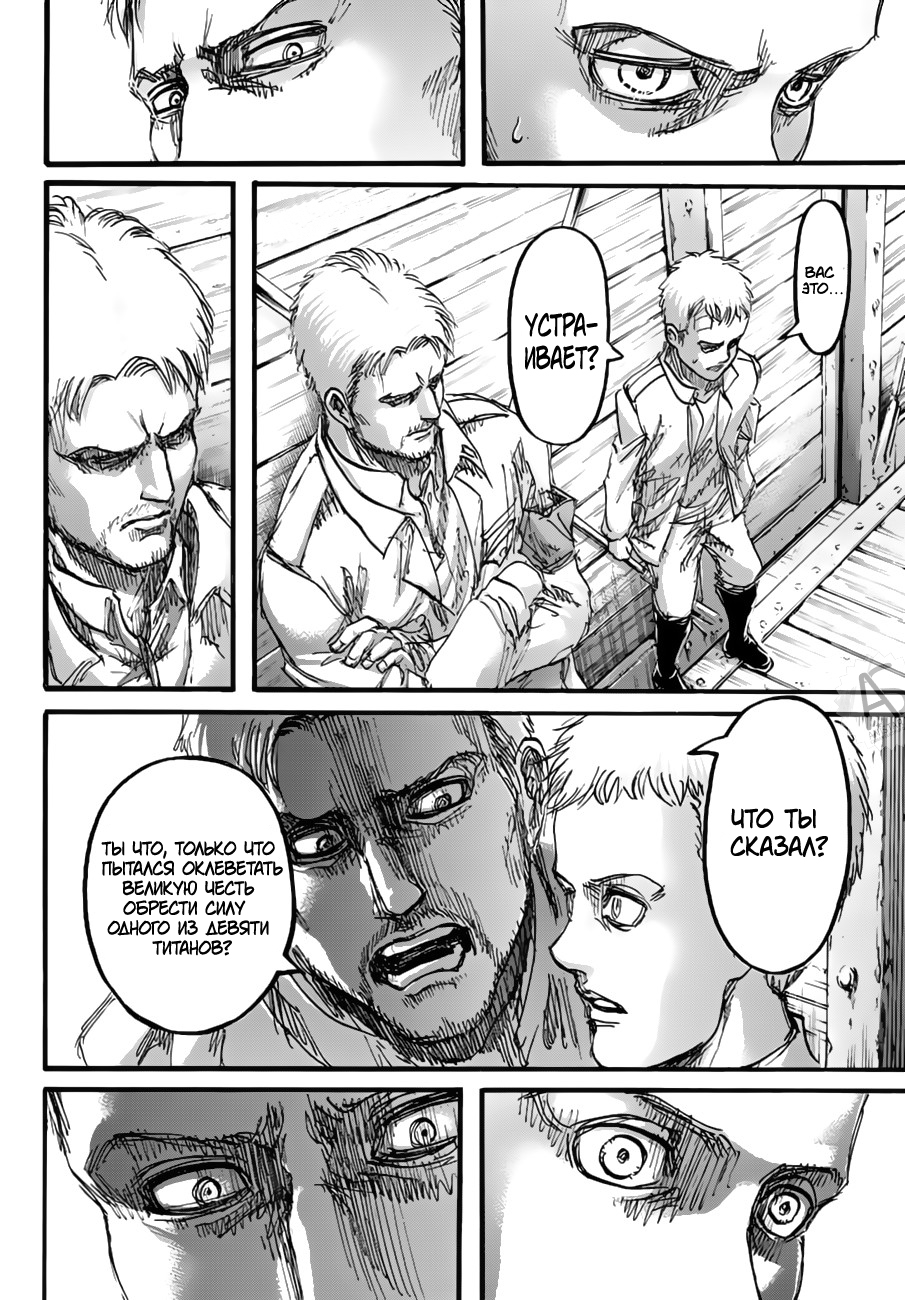 ВАС
ЭТО...
УСТРА-
ИВАЕТ?
ЧТО ТЫ
СКАЗАЛ?
ТЫ ЧТО, ТОЛЬКО ЧТО
ПЫТАЛСЯ ОКЛЕВЕТАТЬ
ВЕЛИКУЮ ЧЕСТЬ
ОБРЕСТИ СИЛУ
ОДНОГО ИЗ ДЕВЯТИ
ТИТАНОВ?